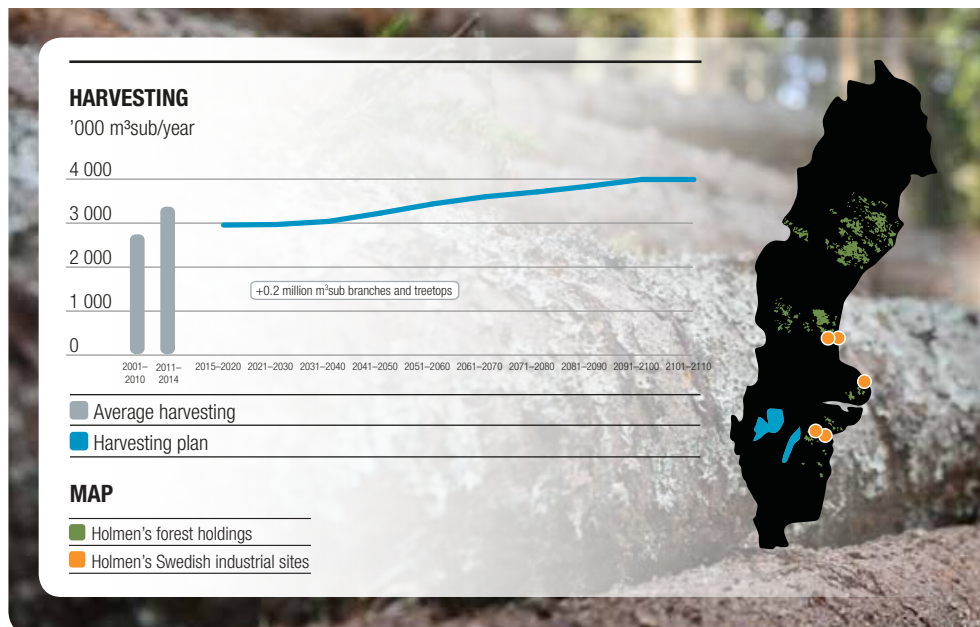 HARVESTING
’000 m³sub/year
4 000
3 000
2 000
1 000
0
+0.2 million m³sub branches and treetops
2001–
2010
2011–
2014
2015–2020 2021–2030 2031–2040 2041–2050 2051–2060 2061–2070 2071–2080 2081–2090 2091–2100 2101–2110
Average harvesting
Harvesting plan
MAP
Holmen’s forest holdings
Holmen’s Swedish industrial sites